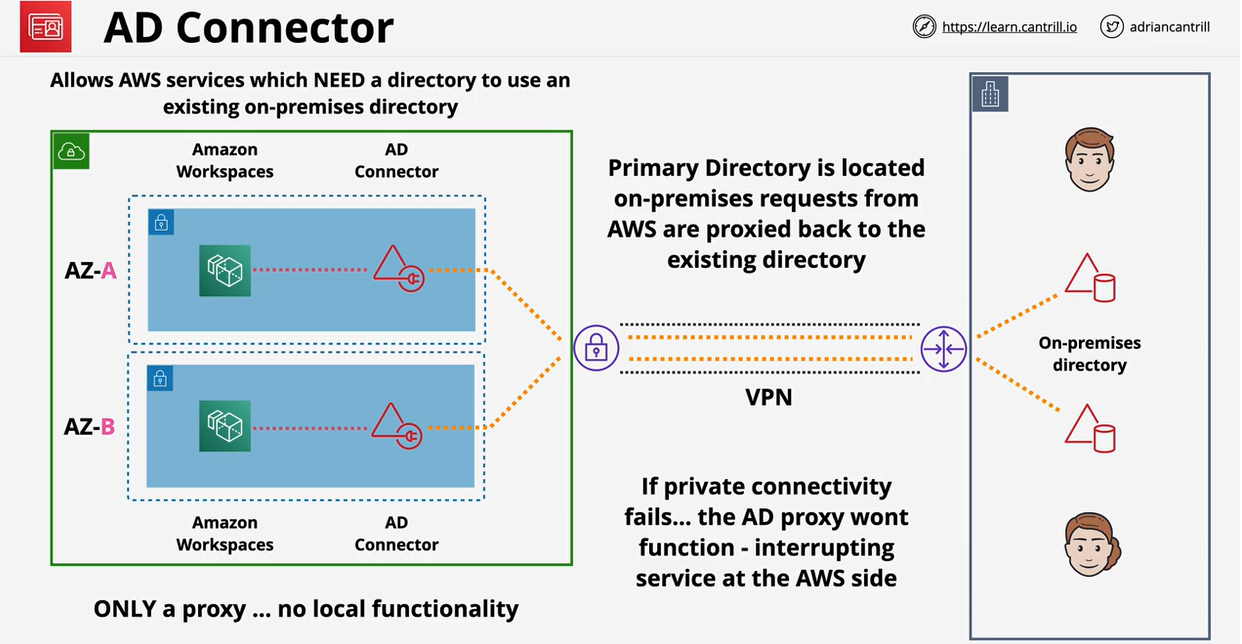 AD Connector
https://learn.cantrill.io
adriancantrill
Allows AWS services which NEED a directory to use an
existing on-premises directory
Amazon
Workspaces
AD
Connector
AZ-A
AZ-B
Amazon
Workspaces
AD
Connector
ONLY a proxy ... no local functionality
Primary Directory is located
on-premises requests from
AWS are proxied back to the
existing directory
VPN
If private connectivity
fails... the AD proxy wont
function - interrupting
service at the AWS side
On-premises
directory